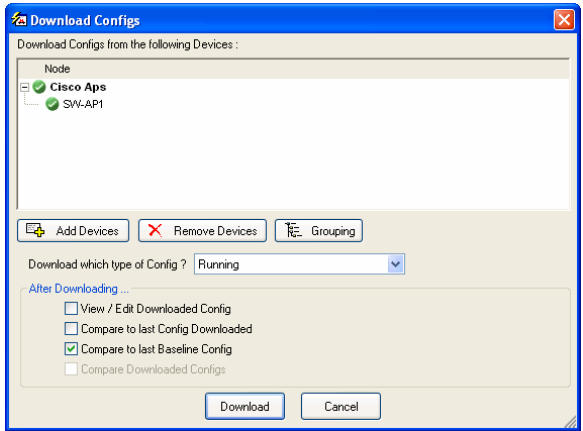 Download Configs
Download Configs from the following Devices :
Node
Cisco Aps
SW-AP1
Add Devices Remove Devices Grouping
Download which type of Config ? Running
After Downloading ...
View / Edit Downloaded Config
Compare to last Config Downloaded
Compare to last Baseline Config
Compare Downloaded Configs
Download Cancel